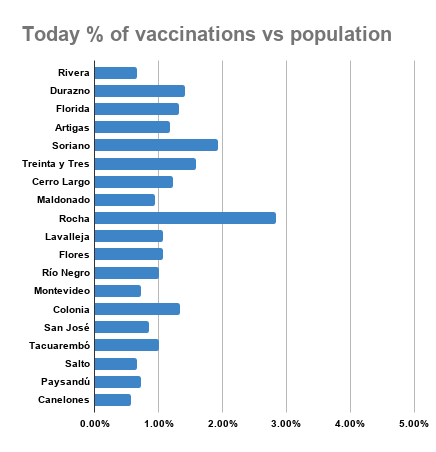 Today % of vaccinations vs population
Rivera
Durazno
Florida
Artigas
Soriano
Treinta y Tres
Cerro Largo
Maldonado
Rocha
Lavalleja
Flores
Río Negro
Montevideo
Colonia
San José
Tacuarembó
Salto
Paysandú
Canelones
0.00% 1.00% 2.00% 3.00% 4.00% 5.00%